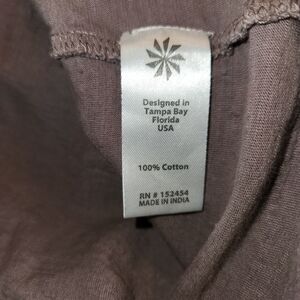 Designed in
Tampa Bay
Florida
USA
100% Cotton
RN # 152454
MADE IN INDIA